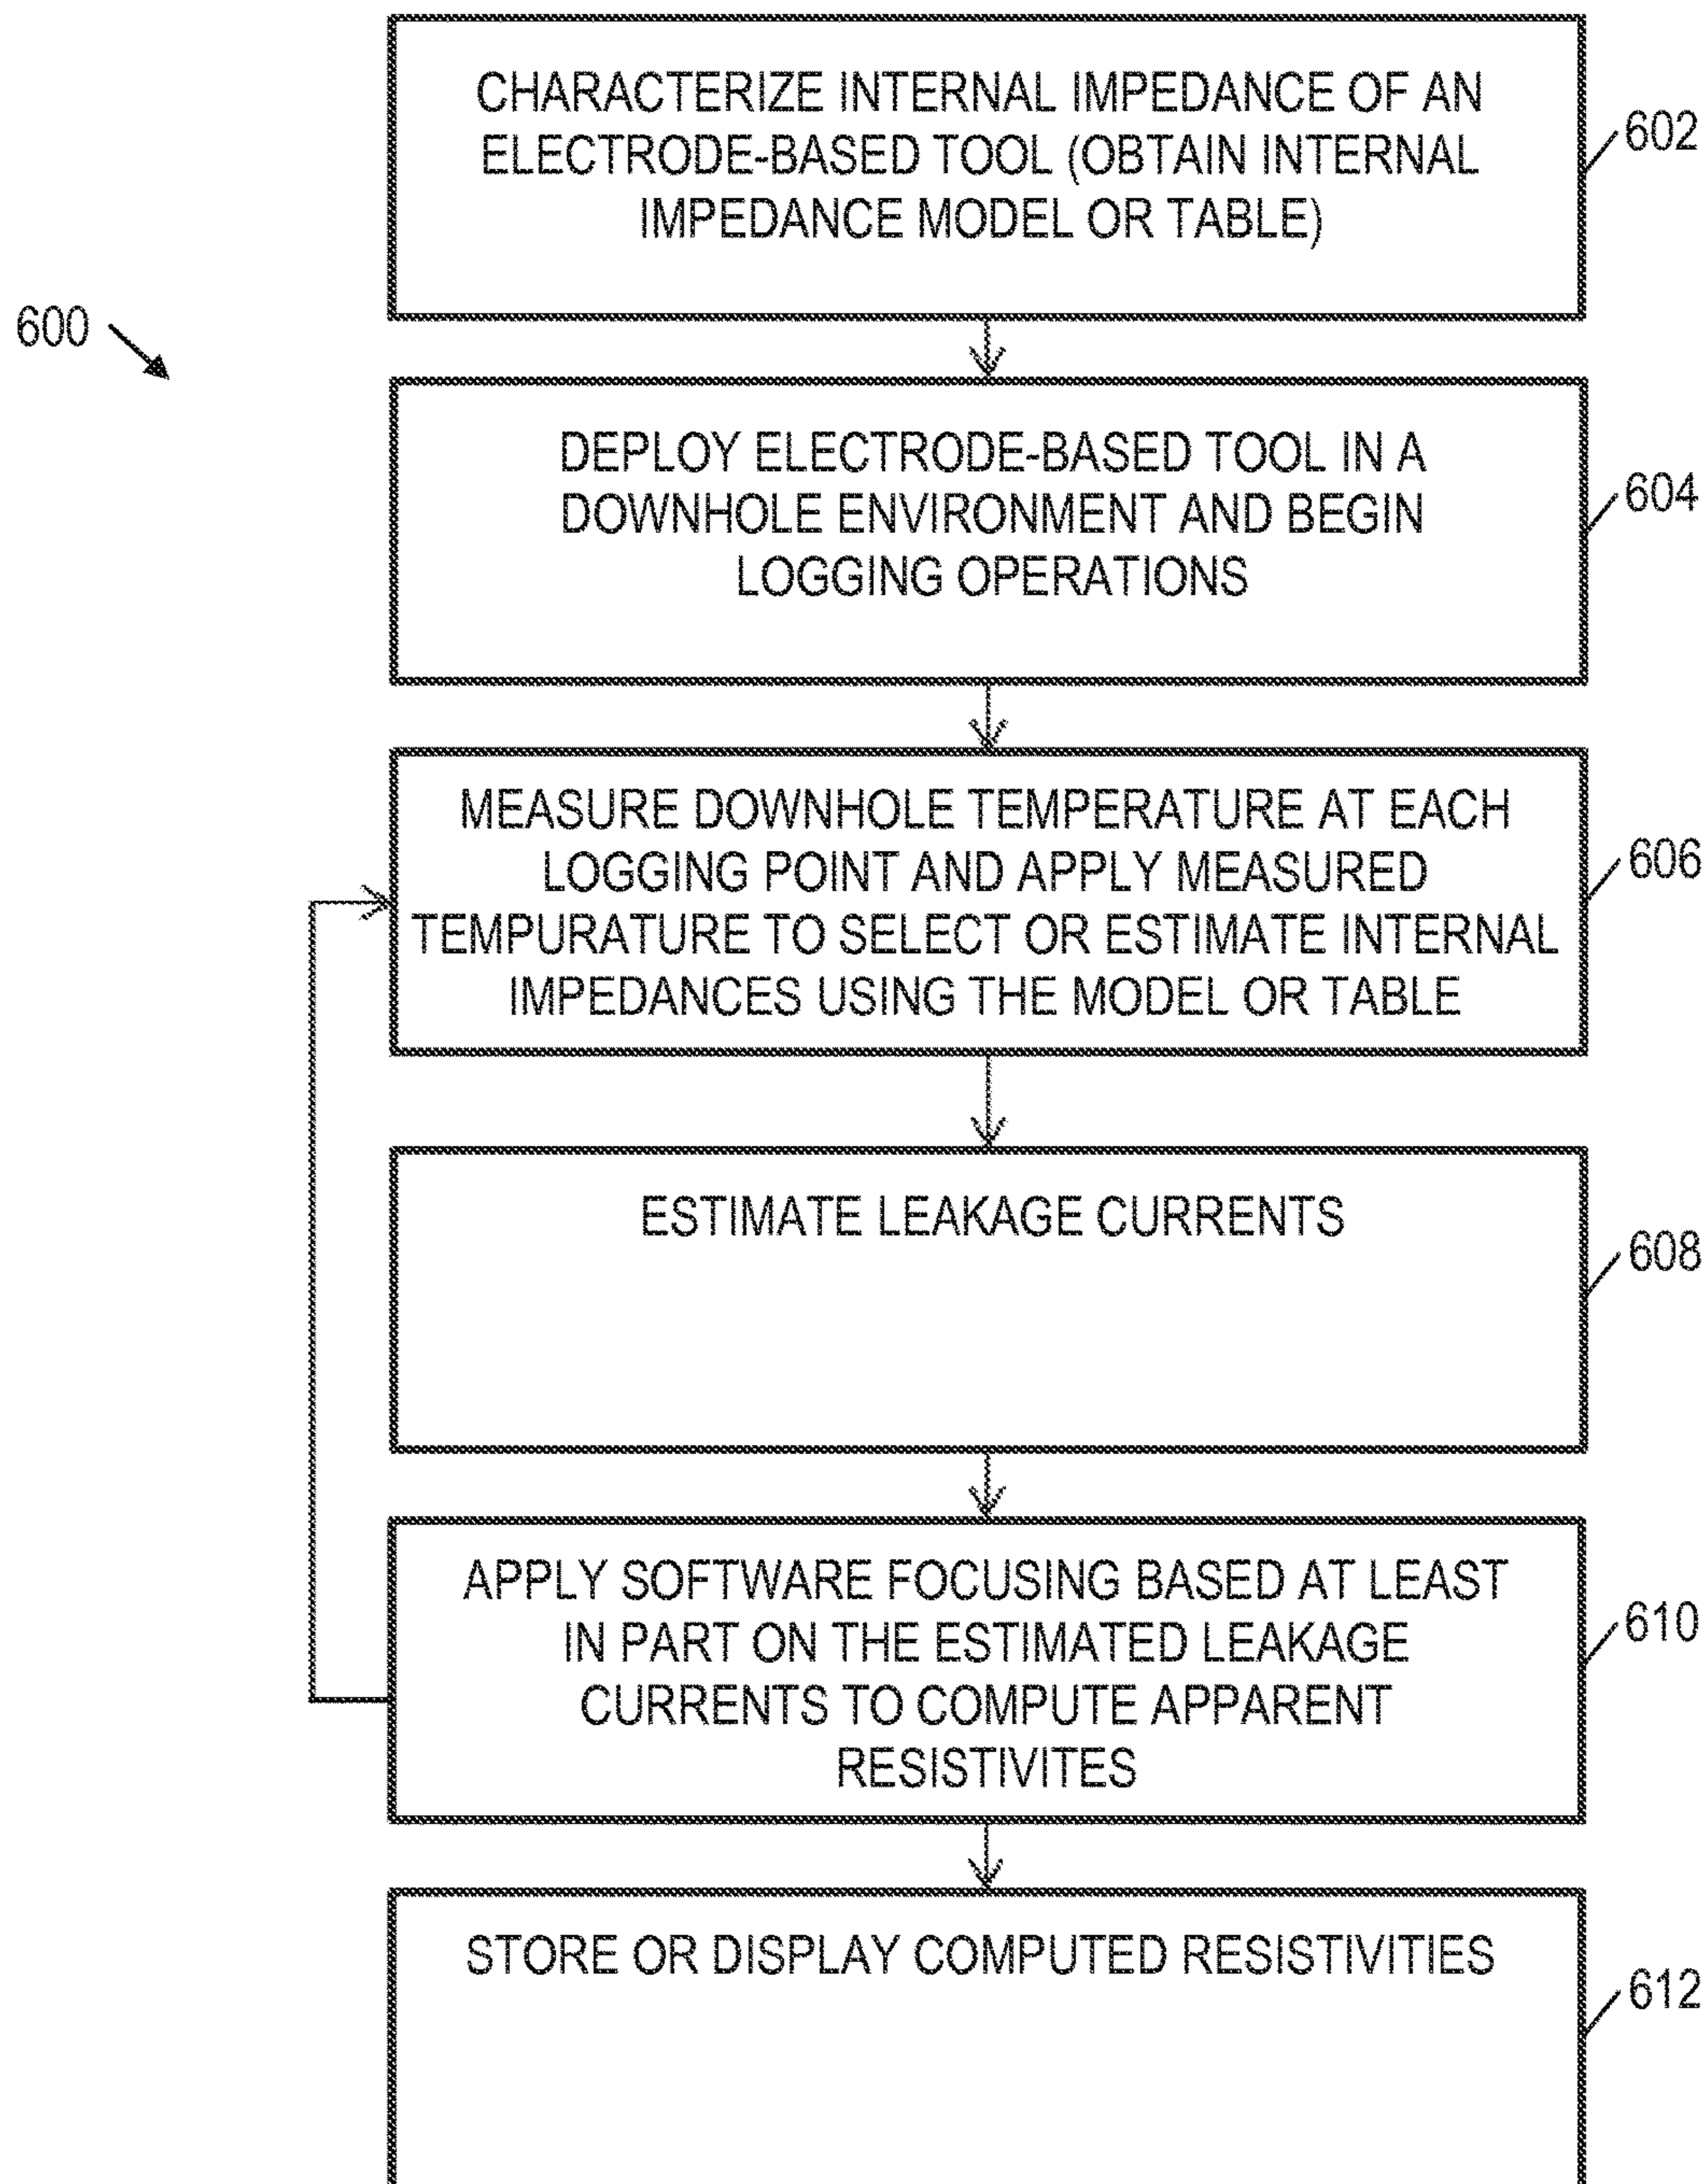 CHARACTERIZE INTERNAL IMPEDANCE OF AN
ELECTRODE-BASED TOOL (OBTAIN INTERNAL
IMPEDANCE MODEL OR TABLE)
602
600
DEPLOY ELECTRODE-BASED TOOL IN A
DOWNHOLE ENVIRONMENT AND BEGIN
LOGGING OPERATIONS
604
MEASURE DOWNHOLE TEMPERATURE AT EACH
LOGGING POINT AND APPLY MEASURED
TEMPURATURE TO SELECT OR ESTIMATE INTERNAL
IMPEDANCES USING THE MODEL OR TABLE
606
ESTIMATE LEAKAGE CURRENTS
608
APPLY SOFTWARE FOCUSING BASED AT LEAST
IN PART ON THE ESTIMATED LEAKAGE
CURRENTS TO COMPUTE APPARENT
RESISTIVITES
610
STORE OR DISPLAY COMPUTED RESISTIVITIES
612